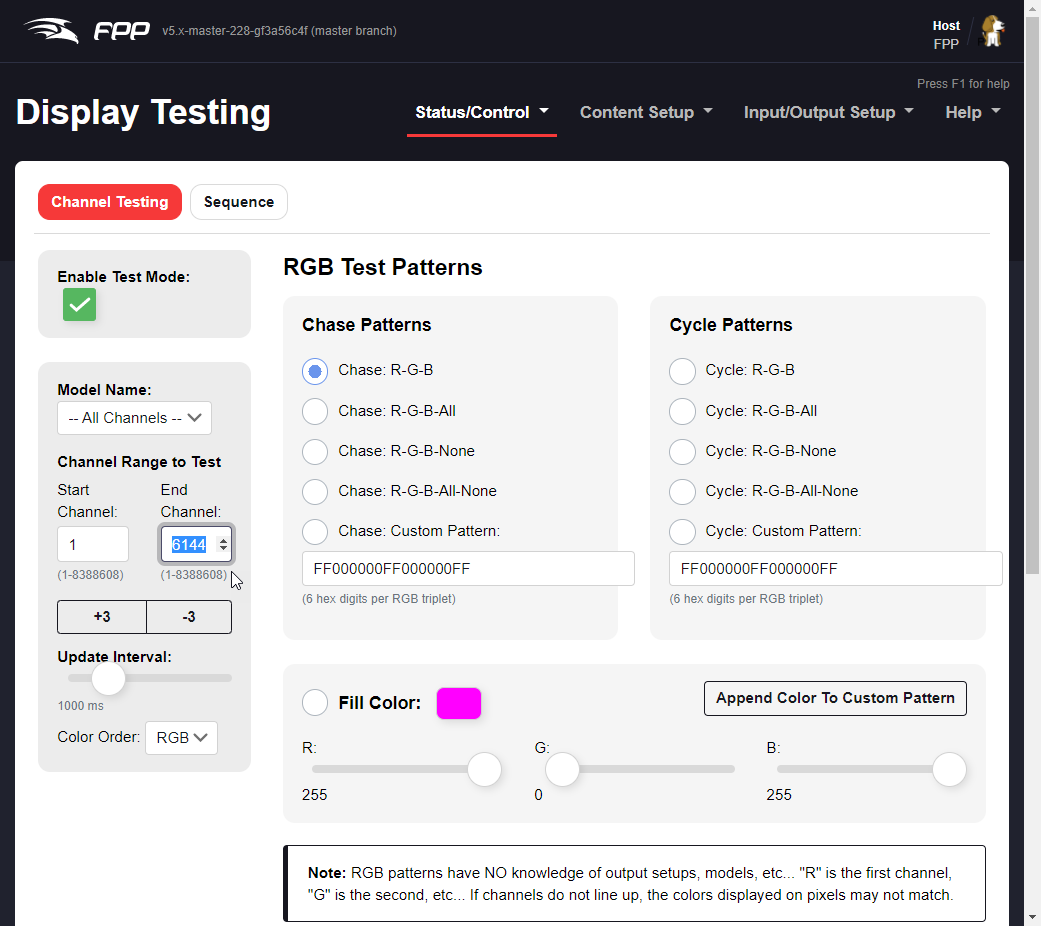 FPP v5.x-master-228-gf3a56c4f (master branch)
Host
FPP
Press F1 for help
Display Testing
Status/Control Content Setup Input/Output Setup Help
Channel Testing Sequence
Enable Test Mode:
Model Name:
-- All Channels --
Channel Range to Test
Start Channel:
End Channel:
1
6144
(1-8388608)
(1-8388608)
+3 -3
Update Interval:
1000 ms
Color Order: RGB
RGB Test Patterns
Chase Patterns
Chase: R-G-B
Chase: R-G-B-All
Chase: R-G-B-None
Chase: R-G-B-All-None
Chase: Custom Pattern:
FF000000FF000000FF
(6 hex digits per RGB triplet)
Cycle Patterns
Cycle: R-G-B
Cycle: R-G-B-All
Cycle: R-G-B-None
Cycle: R-G-B-All-None
Cycle: Custom Pattern:
FF000000FF000000FF
(6 hex digits per RGB triplet)
Fill Color:
Append Color To Custom Pattern
R: G: B:
255 0 255
Note: RGB patterns have NO knowledge of output setups, models, etc... "R" is the first channel,
"G" is the second, etc... If channels do not line up, the colors displayed on pixels may not match.